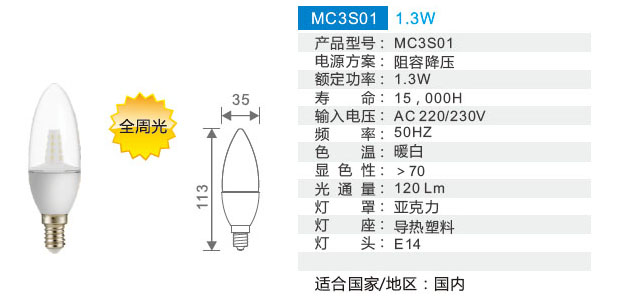 MC3S01 1.3W
产品型号：MC3S01
电源方案：阻容降压
额定功率：1.3W
寿 命：15，000H
输入电压：AC 220/230V
频 率：50HZ
色 温：暖白
显 色 性：＞70
光 通 量：120 Lm
灯 罩：亚克力
灯 座：导热塑料
灯 头：E14
适合国家/地区：国内
全周光
35
113